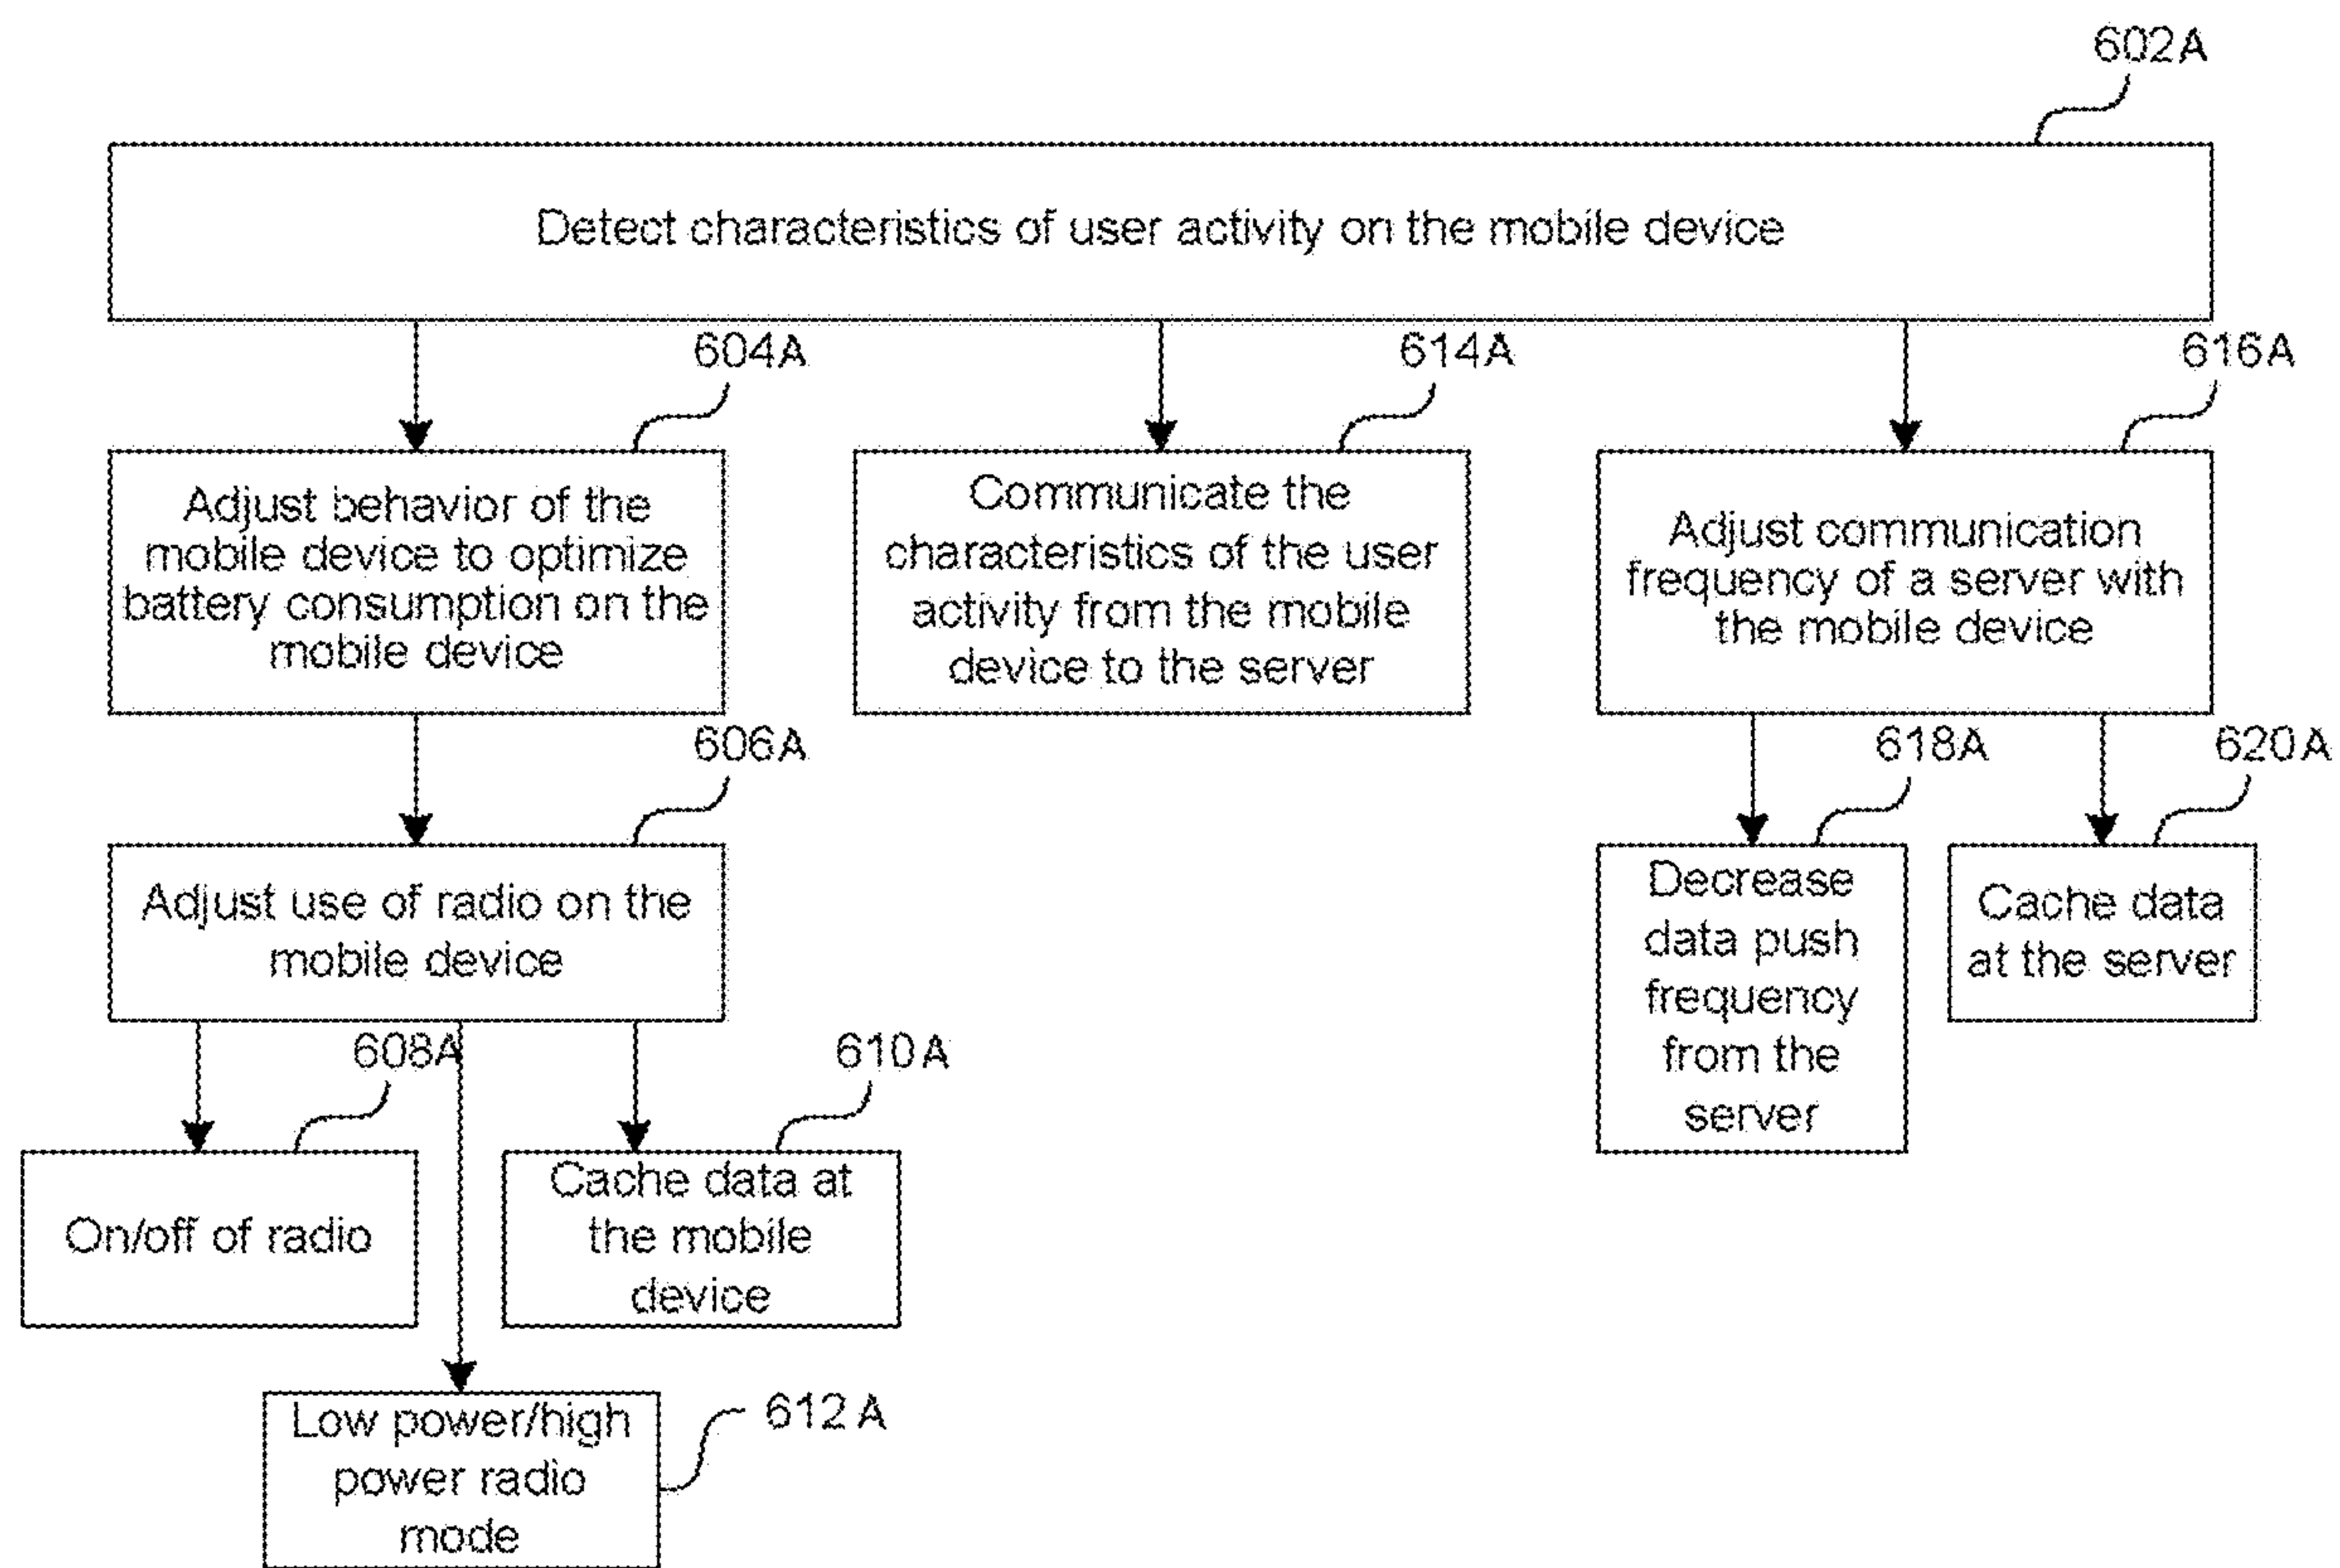 602A
Detect characteristics of user activity on the mobile device
604A
614A
616A
Adjust behavior of the
mobile device to optimize
battery consumption on the
mobile device
Communicate the
characteristics of the user
activity from the mobile
device to the server
Adjust communication
frequency of a server with
the mobile device
606A
618A
620A
Adjust use of radio on the
mobile device
Decrease
data push
frequency
from the
server
Cache data
at the server
608A
610A
On/off of radio
Cache data at
the mobile
device
612A
Low power/high
power radio
mode